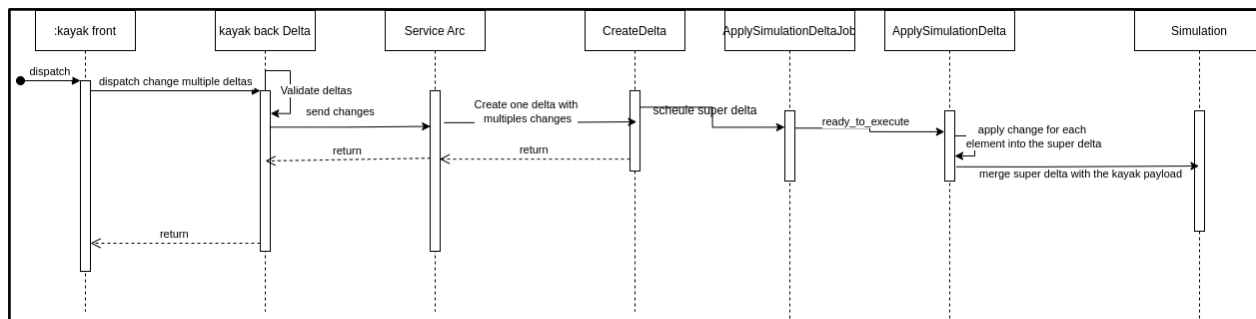 :kayak front
kayak back Delta
Service Arc
CreateDelta
ApplySimulationDeltaJob
ApplySimulationDelta
Simulation
dispatch
dispatch change multiple deltas
Validate deltas
send changes
Create one delta with
multiples changes
scheule super delta
ready_to_execute
apply change for each
element into the super delta
merge super delta with the kayak payload
return
return
return